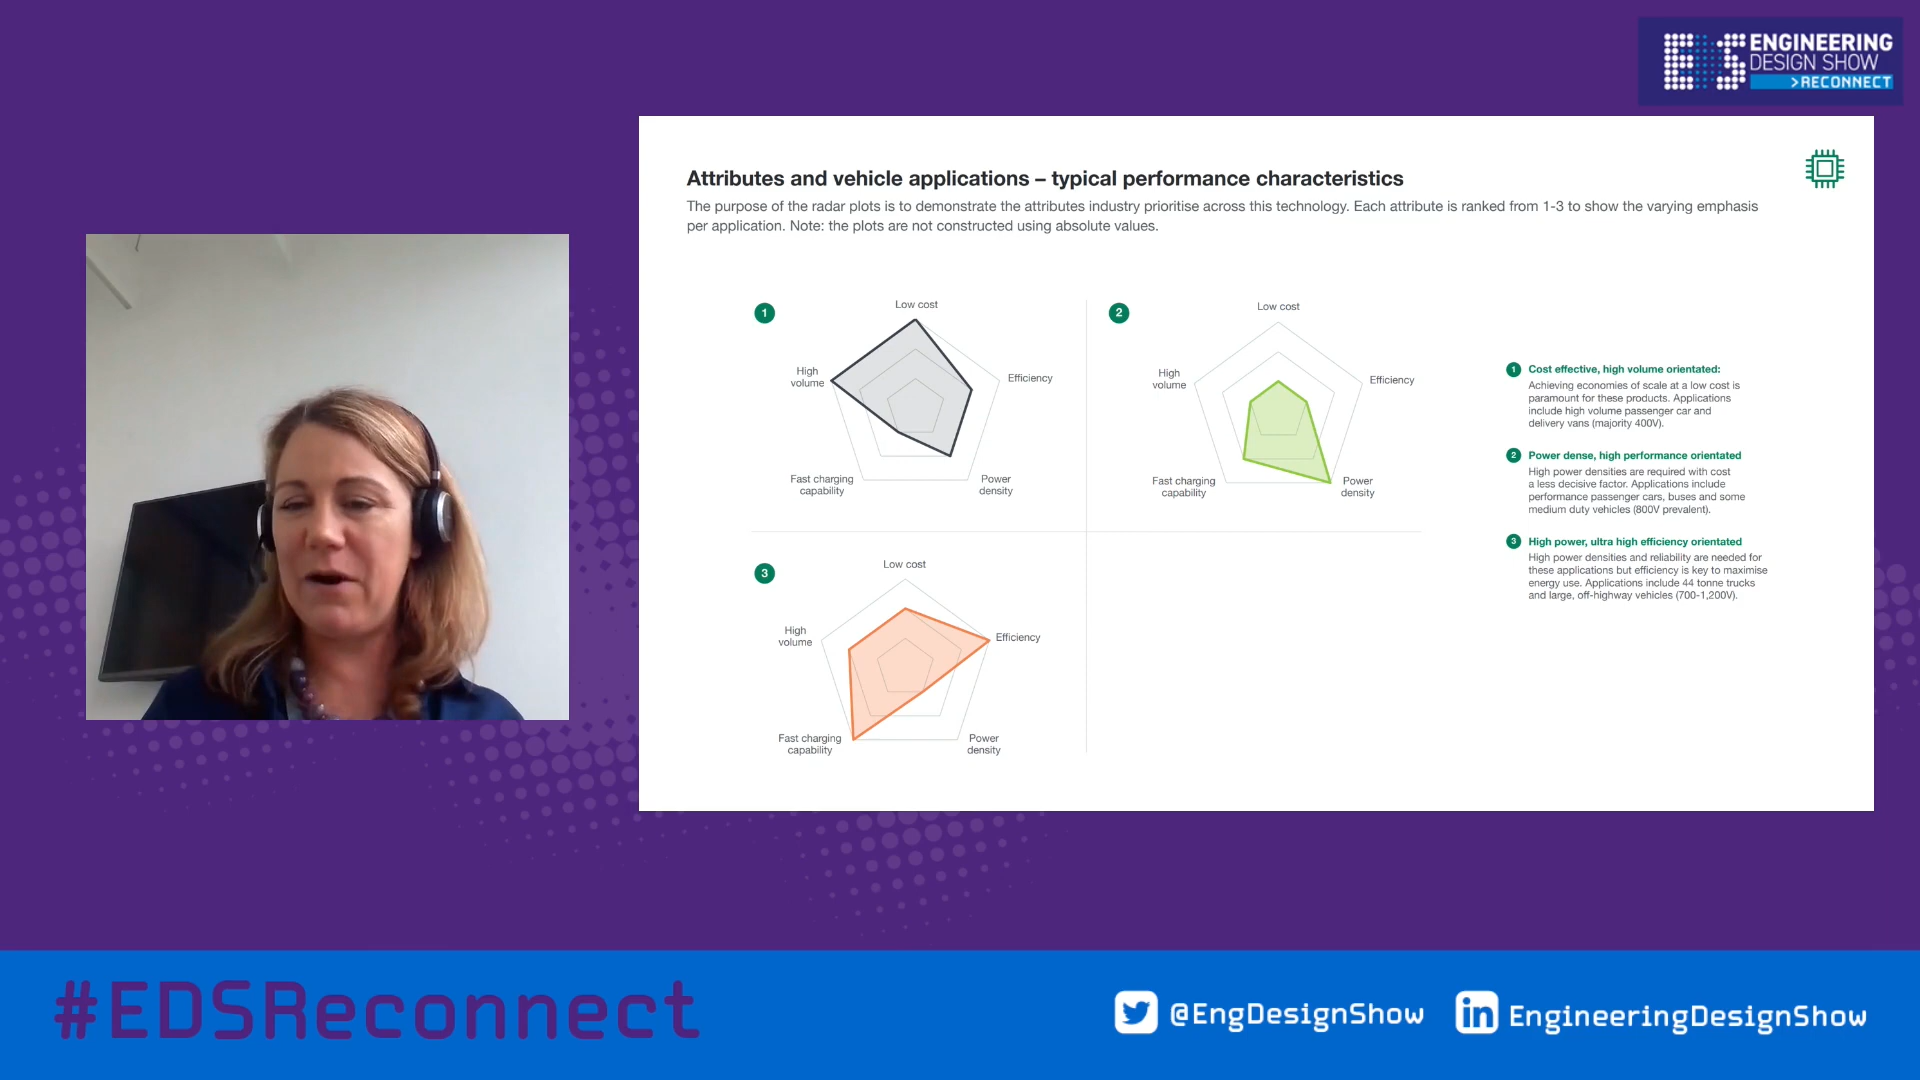 ENGINEERING
DESIGN SHOW
>RECONNECT
Attributes and vehicle applications – typical performance characteristics
The purpose of the radar plots is to demonstrate the attributes industry prioritise across this technology. Each attribute is ranked from 1-3 to show the varying emphasis
per application. Note: the plots are not constructed using absolute values.
1
Low cost
High
volume
Efficiency
Fast charging
capability
Power
density
2
Low cost
High
volume
Efficiency
Fast charging
capability
Power
density
3
Low cost
High
volume
Efficiency
Fast charging
capability
Power
density
1 Cost effective, high volume orientated:
Achieving economies of scale at a low cost is
paramount for these products. Applications
include high volume passenger car and
delivery vans (majority 400V).
2 Power dense, high performance orientated
High power densities are required with cost
a less decisive factor. Applications include
performance passenger cars, buses and some
medium duty vehicles (800V prevalent).
3 High power, ultra high efficiency orientated
High power densities and reliability are needed for
these applications but efficiency is key to maximise
energy use. Applications include 44 tonne trucks
and large, off-highway vehicles (700-1,200V).
#EDSReconnect
@EngDesignShow
in EngineeringDesignShow